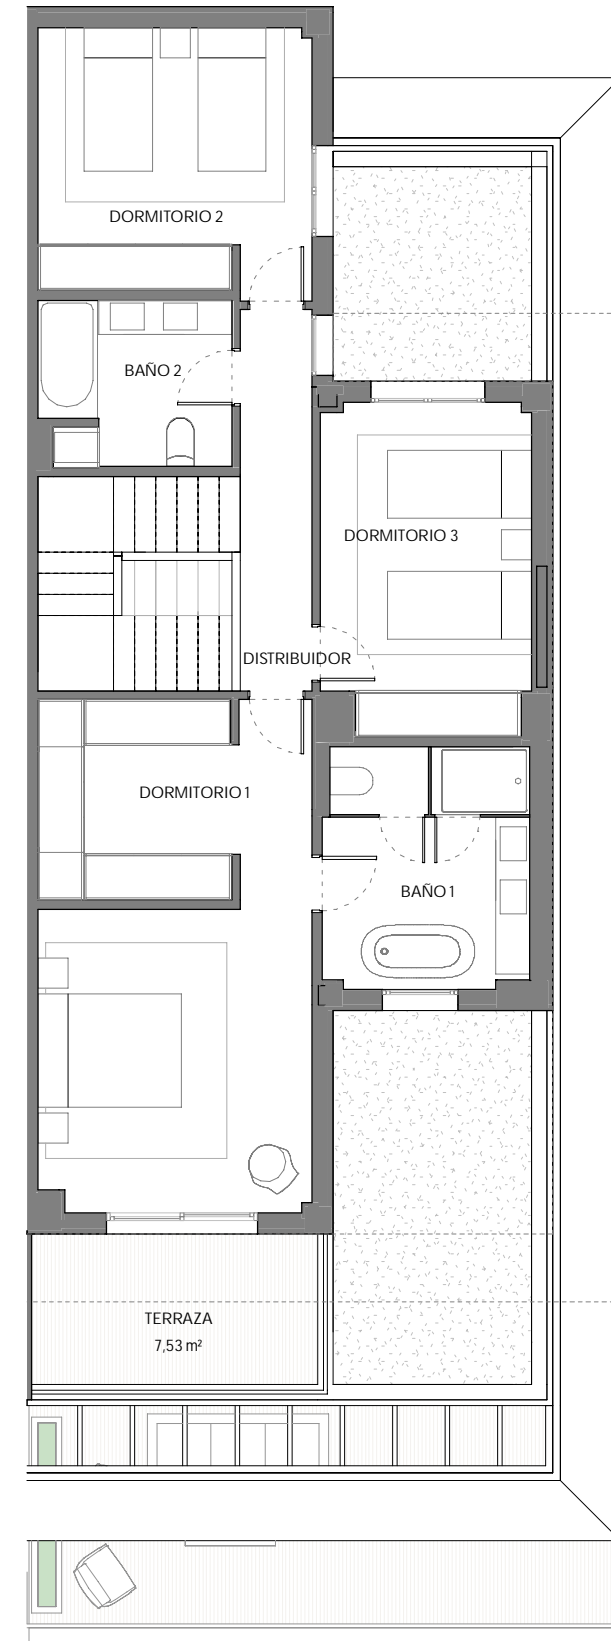 DORMITORIO 2
BAÑO 2
DORMITORIO 3
DISTRIBUIDOR
DORMITORIO 1
BAÑO 1
TERRAZA
7,53 m²